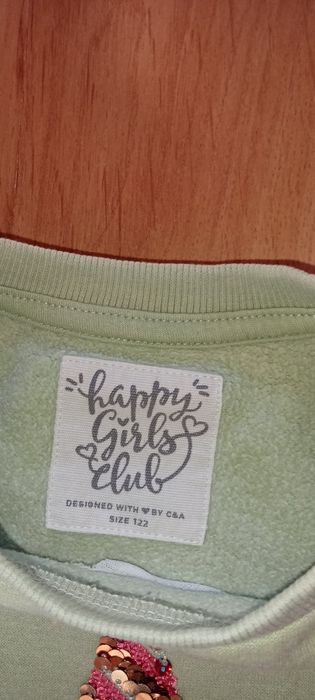 happy
Girls
club
DESIGNED WITH ♥ BY C&A
SIZE 122